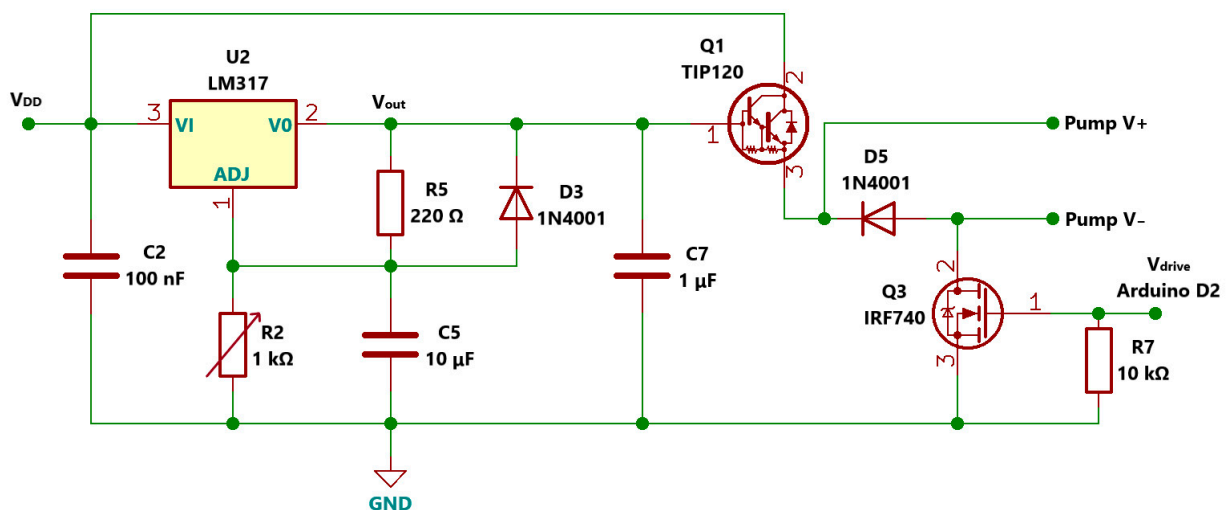 U2
LM317
VDD
3
VI
V0
2
ADJ
1
Vout
Q1
TIP120
2
1
3
Pump V+
D5
1N4001
R5
220 Ω
D3
1N4001
Pump V−
C2
100 nF
C7
1 µF
Vdrive
Arduino D2
2
Q3
IRF740
1
3
R2
1 kΩ
C5
10 µF
R7
10 kΩ
GND